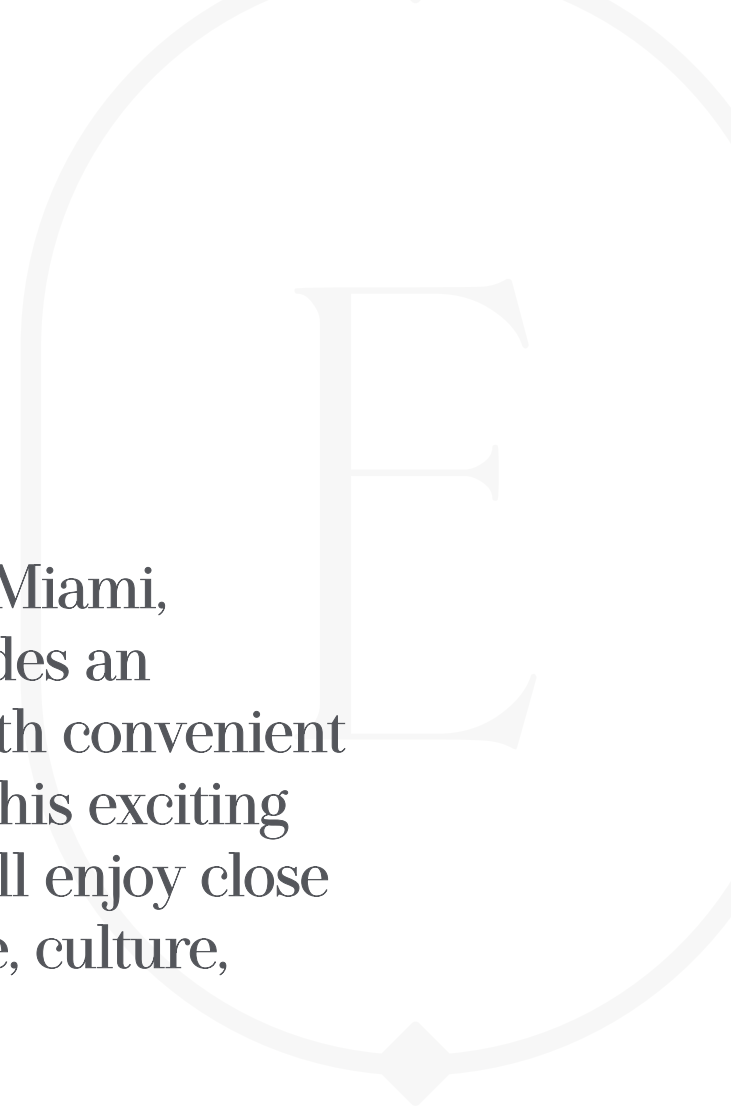 E
Miami,
des an
th convenient
his exciting
ll enjoy close
e, culture,